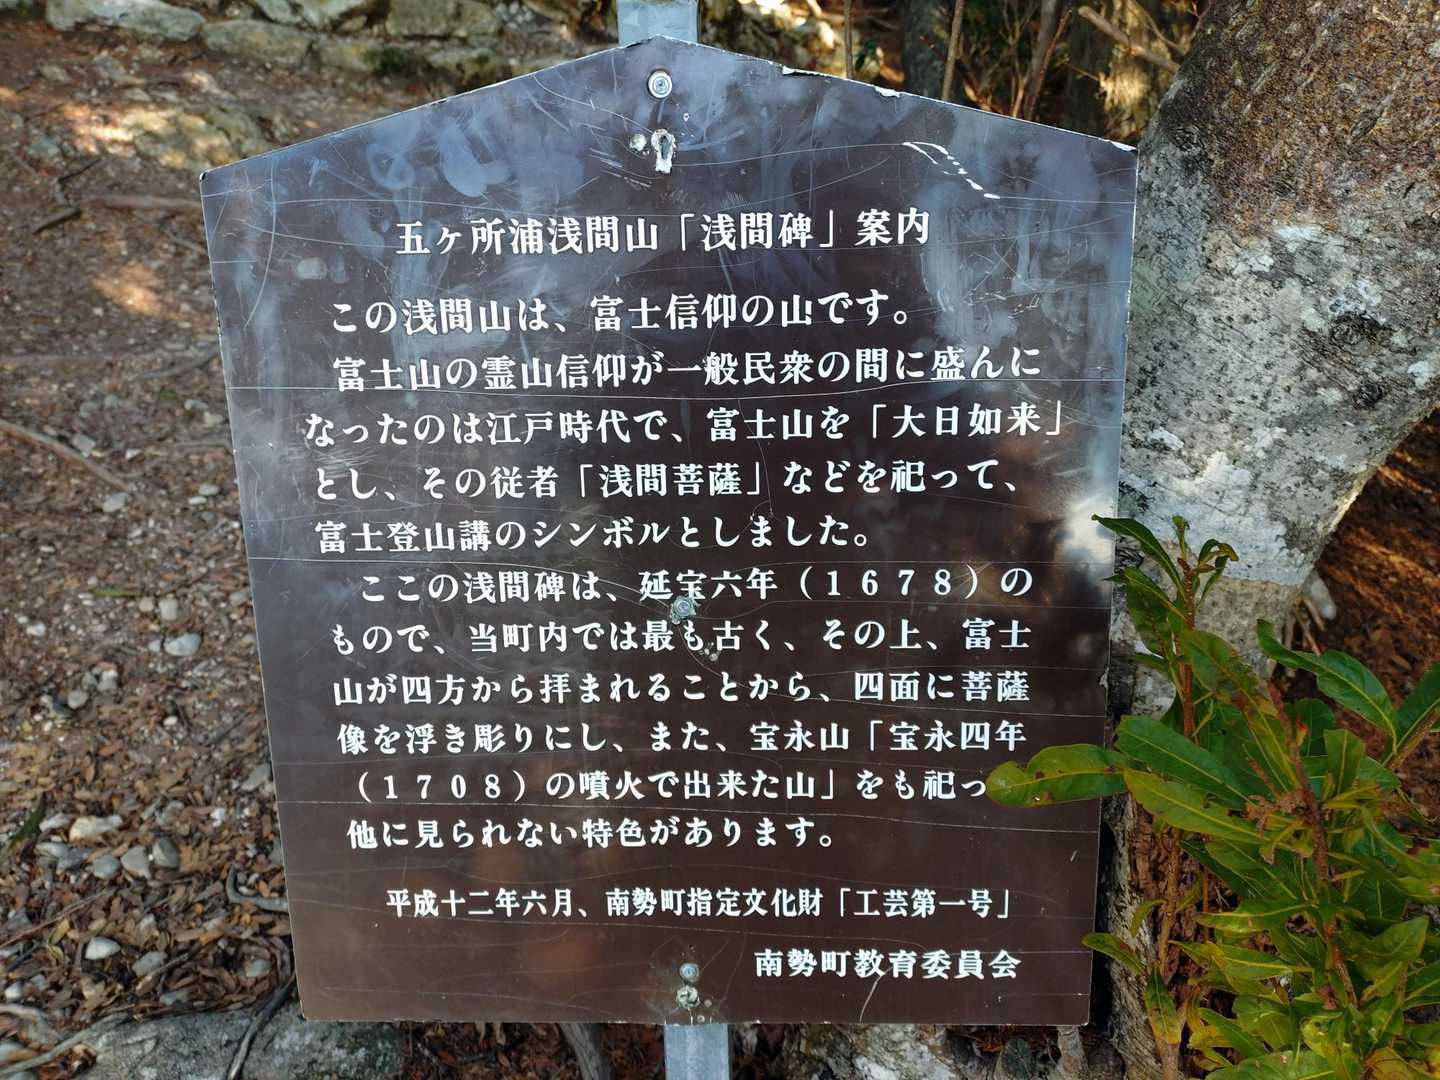 五ヶ所浦浅間山「浅間碑」案内
この浅間山は、富士信仰の山です。
富士山の霊山信仰が一般民衆の間に盛んに
なったのは江戸時代で、富士山を「大日如来」
とし、その従者「浅間菩薩」などを祀って、
富士登山講のシンボルとしました。
ここの浅間碑は、延宝六年（１６７８）の
もので、当町内では最も古く、その上、富士
山が四方から拝まれることから、四面に菩薩
像を浮き彫りにし、また、宝永山「宝永四年
（１７０８）の噴火で出来た山」をも祀っ
他に見られない特色があります。
平成十二年六月、南勢町指定文化財「工芸第一号」
南勢町教育委員会